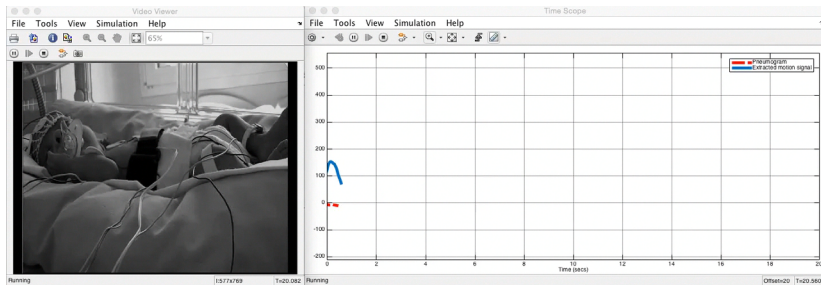 Video Viewer
File Tools View Simulation Help
65%
Running
I:577x769
T=20.082
Time Scope
File Tools View Simulation Help
Pneumogram
Extracted motion signal
500
400
300
200
100
0
-100
-200
0 2 4 6 8 10 12 14 16 18 20
Time (secs)
Running
Offset=20
T=20.560